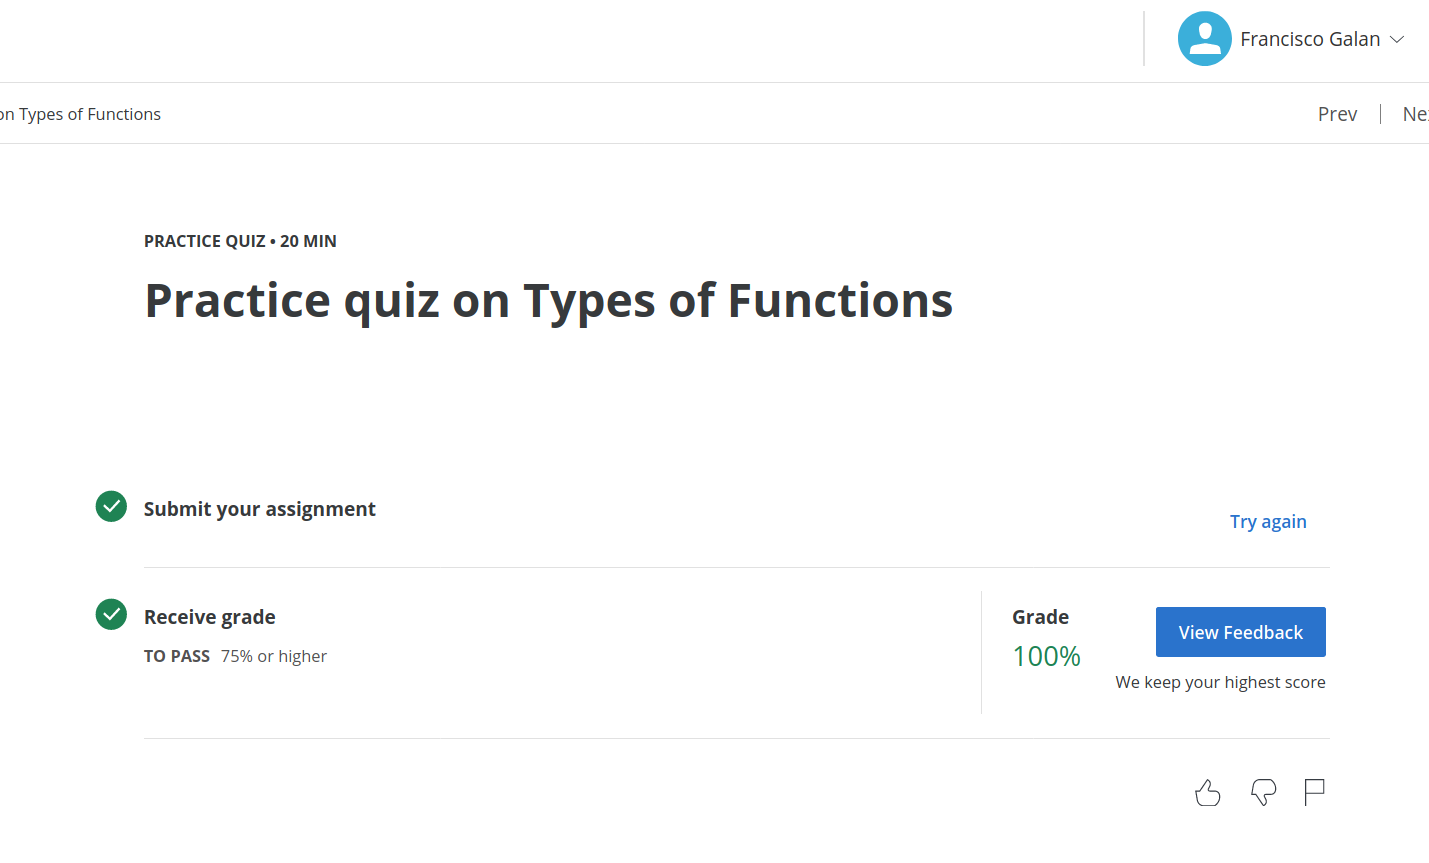 Francisco Galan
on Types of Functions
Prev
PRACTICE QUIZ • 20 MIN
Practice quiz on Types of Functions
Submit your assignment
Try again
Receive grade
Grade
View Feedback
TO PASS 75% or higher
100%
We keep your highest score